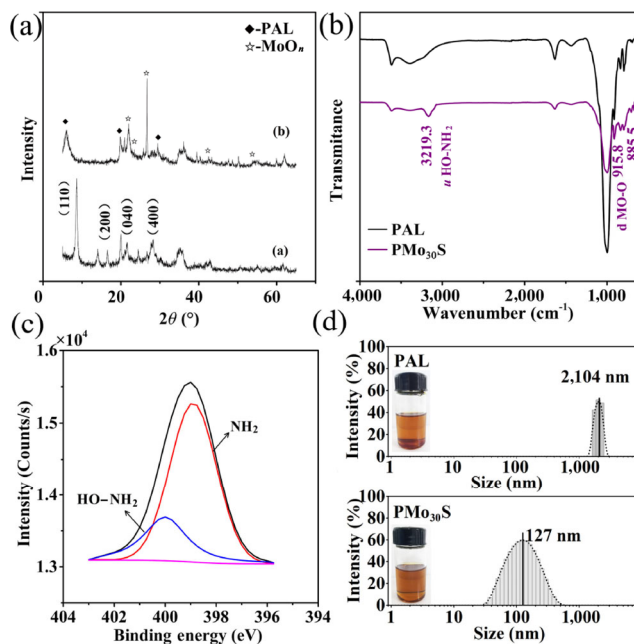 (a)
◆-PAL
☆-MoOₙ
(b)
(110)
(200)
(040)
(400)
(a)
Intensity
0
20
40
60
2θ (°)
(b)
Transmitance
3219.3
u HO-NH₂
915.8
d MO-O
885.5
PAL
PMo₃₀S
4,000
3,000
2,000
1,000
Wavenumber (cm⁻¹)
(c)
×10⁴
1.6
1.5
1.4
1.3
Intensity (Counts/s)
NH₂
HO−NH₂
404
402
400
398
396
394
Binding energy (eV)
(d)
Intensity (%)
100
80
60
40
20
0
PAL
2,104 nm
1
10
100
1,000
Size (nm)
Intensity (%)
100
80
60
40
20
0
PMo₃₀S
127 nm
1
10
100
1,000
Size (nm)